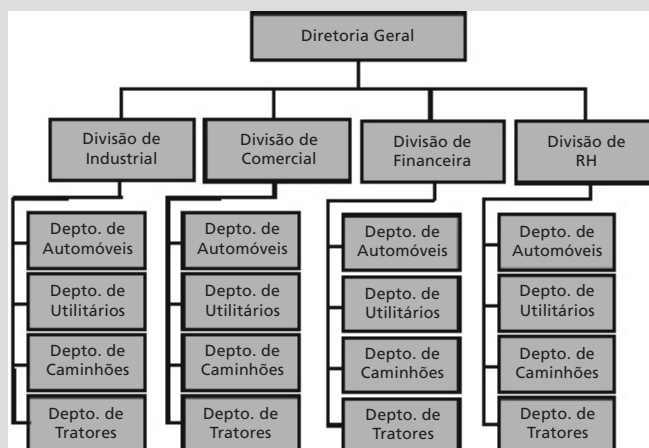 Diretoria Geral
Divisão de
Industrial
Divisão de
Comercial
Divisão de
Financeira
Divisão de
RH
Depto. de
Automóveis
Depto. de
Utilitários
Depto. de
Caminhões
Depto. de
Tratores
Depto. de
Automóveis
Depto. de
Utilitários
Depto. de
Caminhões
Depto. de
Tratores
Depto. de
Automóveis
Depto. de
Utilitários
Depto. de
Caminhões
Depto. de
Tratores
Depto. de
Automóveis
Depto. de
Utilitários
Depto. de
Caminhões
Depto. de
Tratores